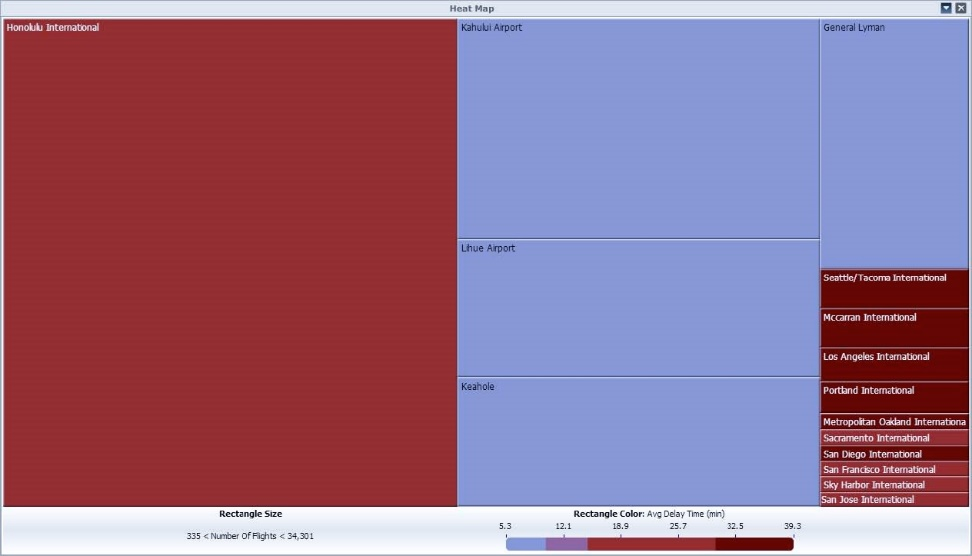 Heat Map
Honolulu International
Kahului Airport
General Lyman
Lihue Airport
Seattle/Tacoma International
Mccarran International
Los Angeles International
Keahole
Portland International
Metropolitan Oakland Internationa
Sacramento International
San Diego International
San Francisco International
Sky Harbor International
San Jose International
Rectangle Size
Rectangle Color: Avg Delay Time (min)
5.3 12.1 18.9 25.7 32.5 39.3
335 < Number Of Flights < 34,301